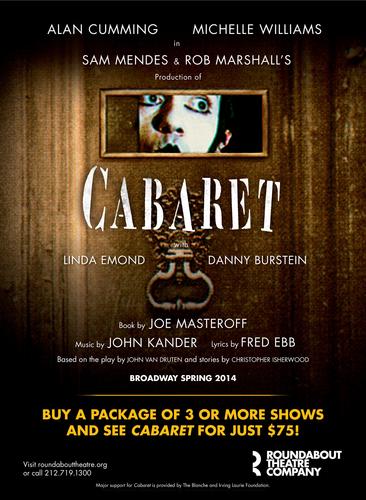 ALAN CUMMING MICHELLE WILLIAMS
in
SAM MENDES & ROB MARSHALL'S
Production of
CABARET
with
LINDA EMOND DANNY BURSTEIN
Book by JOE MASTEROFF
Music by JOHN KANDER Lyrics by FRED EBB
Based on the play by JOHN VAN DRUTEN and stories by CHRISTOPHER ISHERWOOD
BROADWAY SPRING 2014
BUY A PACKAGE OF 3 OR MORE SHOWS
AND SEE CABARET FOR JUST $75!
Visit roundabouttheatre.org
or call 212.719.1300
ROUNDABOUT
THEATRE
COMPANY
Major support for Cabaret is provided by The Blanche and Irving Laurie Foundation.